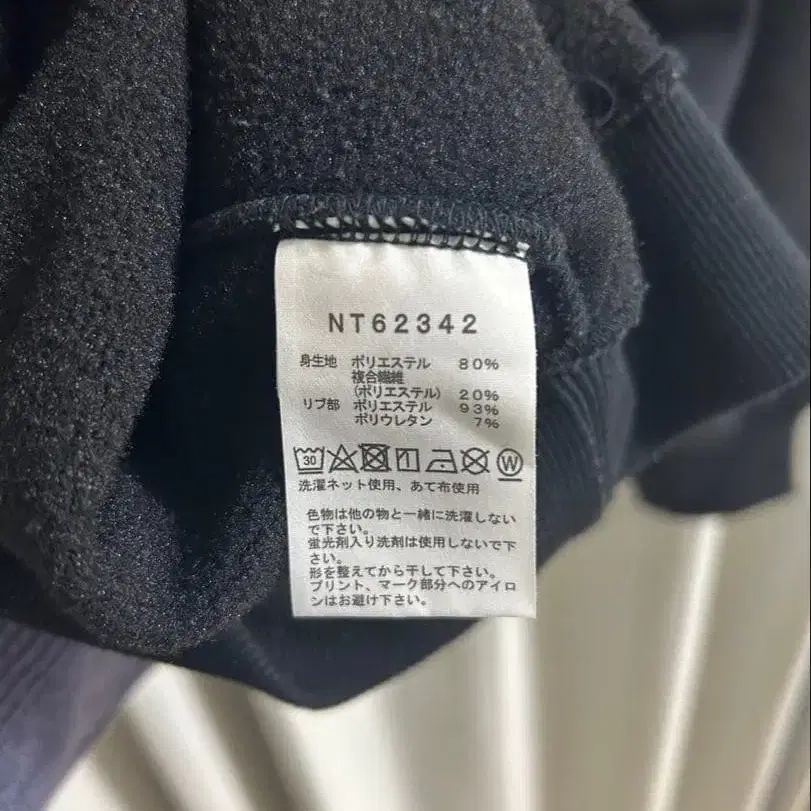 NT62342
身生地 ポリエステル 80%
複合繊維
(ポリエステル) 20%
リブ部 ポリエステル 93%
ポリウレタン 7%
30 W
洗濯ネット使用、あて布使用
色物は他の物と一緒に洗濯しない
で下さい。
蛍光剤入り洗剤は使用しないで下
さい。
形を整えてから干して下さい。
プリント、マーク部分へのアイロ
ンはお避け下さい。